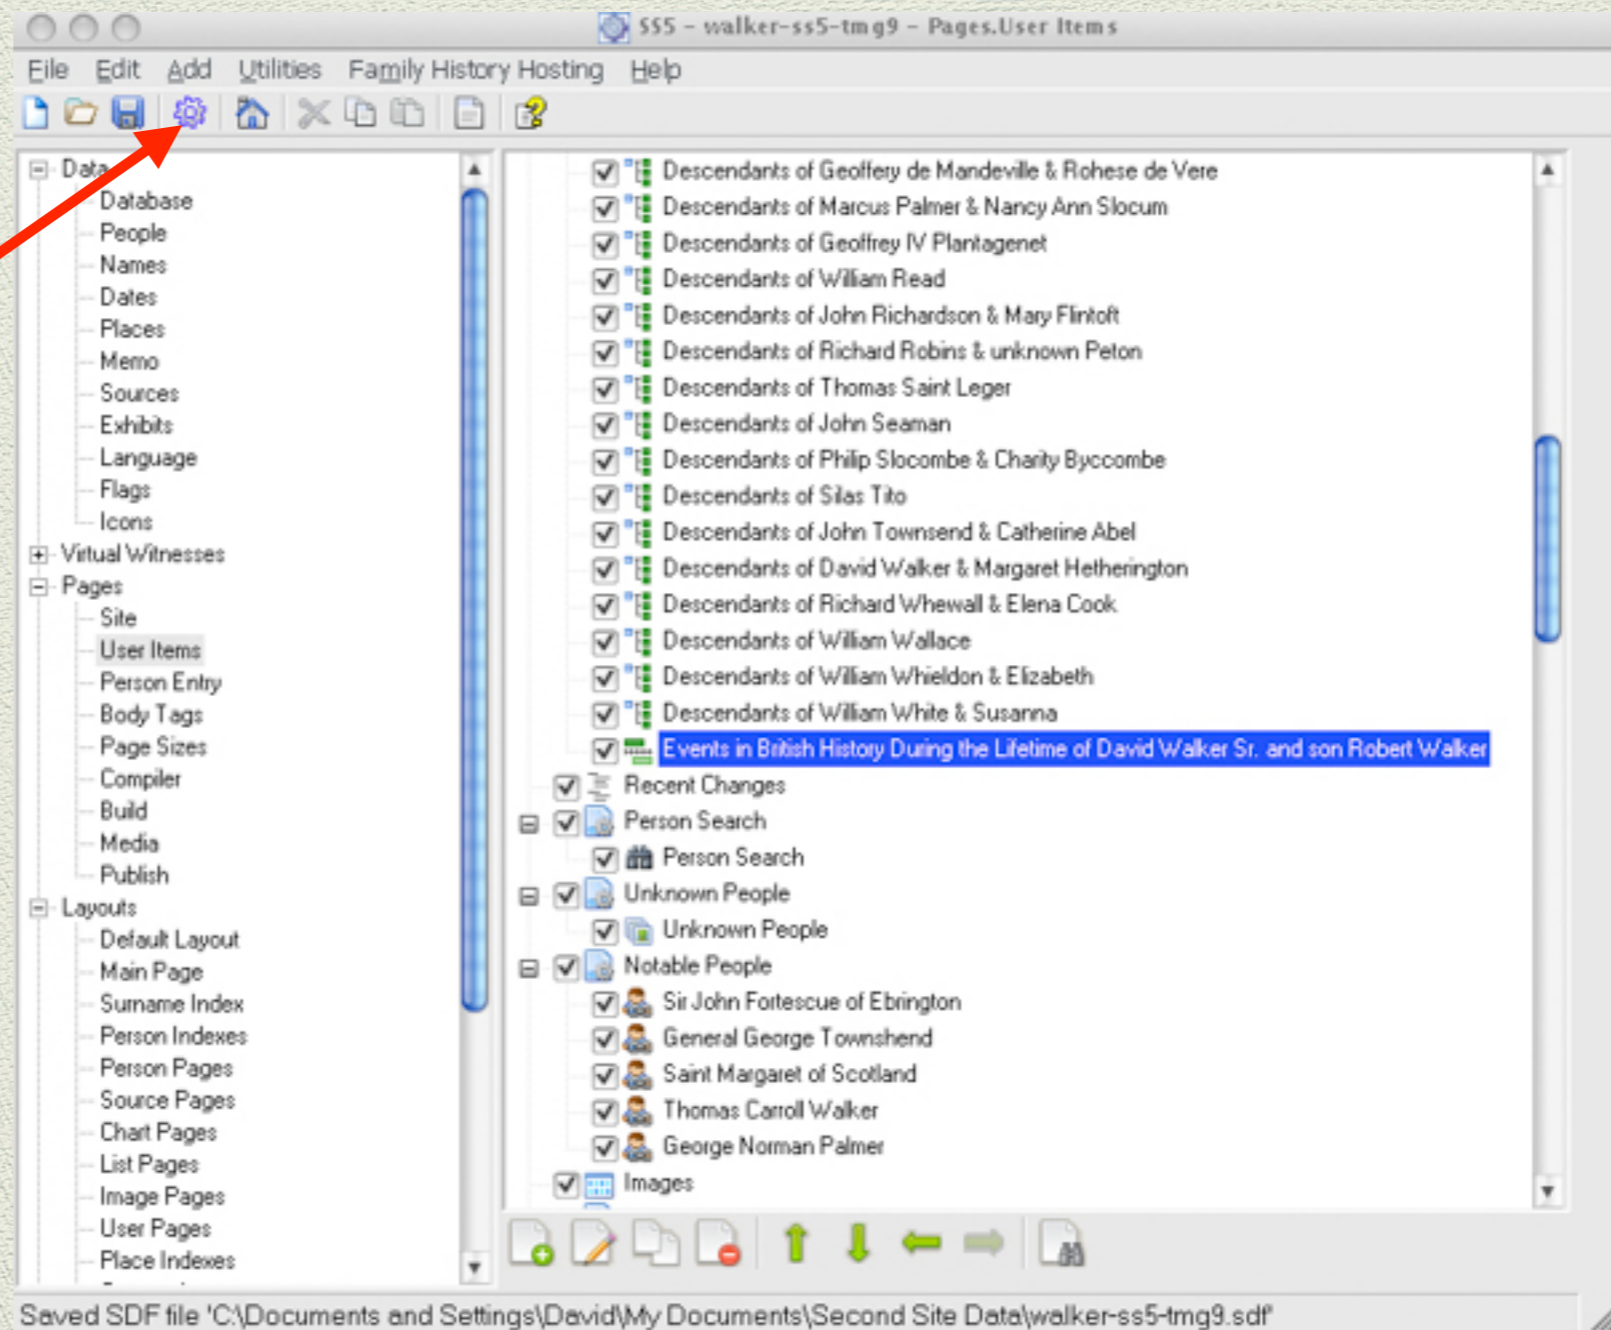 SS5 - walker-ss5-tmg9 - Pages.User Items
File Edit Add Utilities Family History Hosting Help
Data
Database
People
Names
Dates
Places
Memo
Sources
Exhibits
Language
Flags
Icons
Virtual Witnesses
Pages
Site
User Items
Person Entry
Body Tags
Page Sizes
Compiler
Build
Media
Publish
Layouts
Default Layout
Main Page
Surname Index
Person Indexes
Person Pages
Source Pages
Chart Pages
List Pages
Image Pages
User Pages
Place Indexes
Descendants of Geoffery de Mandeville & Rohese de Vere
Descendants of Marcus Palmer & Nancy Ann Slocum
Descendants of Geoffrey IV Plantagenet
Descendants of William Read
Descendants of John Richardson & Mary Flintoft
Descendants of Richard Robins & unknown Peton
Descendants of Thomas Saint Leger
Descendants of John Seaman
Descendants of Philip Slocombe & Charity Byccombe
Descendants of Silas Tito
Descendants of John Townsend & Catherine Abel
Descendants of David Walker & Margaret Hetherington
Descendants of Richard Whewall & Elena Cook
Descendants of William Wallace
Descendants of William Whieldon & Elizabeth
Descendants of William White & Susanna
Events in British History During the Lifetime of David Walker Sr. and son Robert Walker
Recent Changes
Person Search
Person Search
Unknown People
Unknown People
Notable People
Sir John Fortescue of Ebrington
General George Townshend
Saint Margaret of Scotland
Thomas Carroll Walker
George Norman Palmer
Images
Saved SDF file 'C:\Documents and Settings\David\My Documents\Second Site Data\walker-ss5-tmg9.sdf'